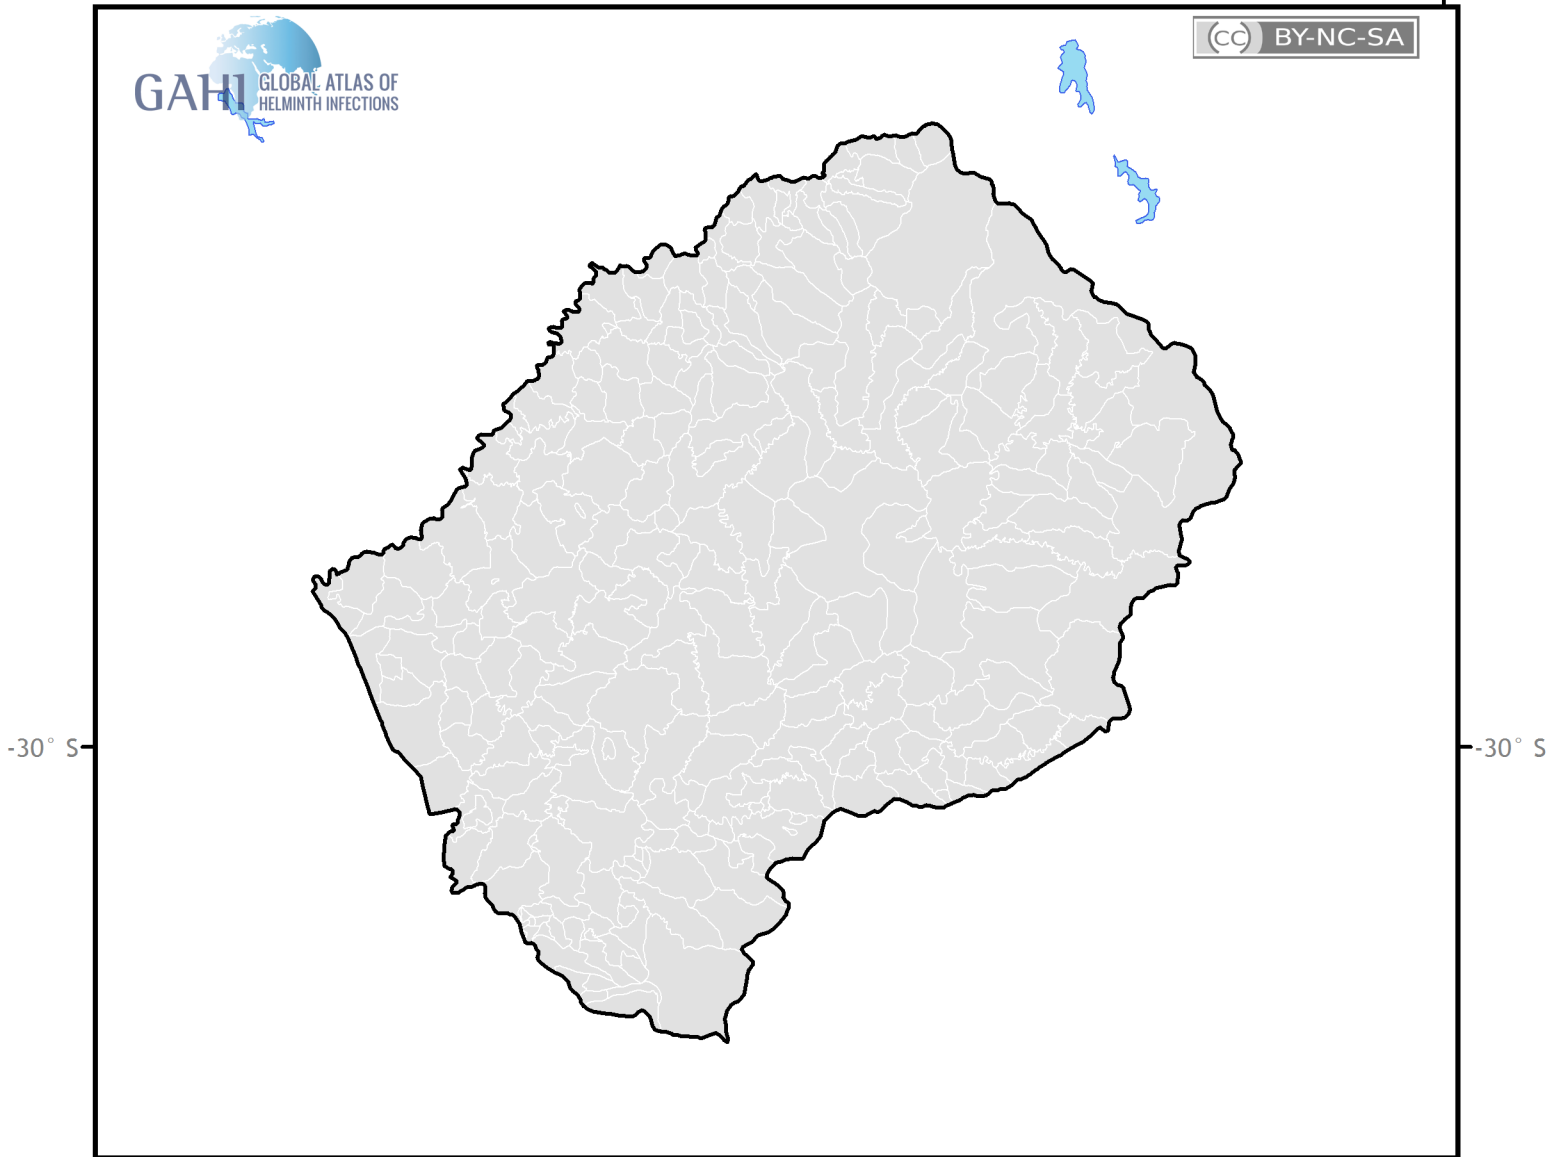 GAHI GLOBAL ATLAS OF
HELMINTH INFECTIONS
CC BY-NC-SA
-30° S
-30° S